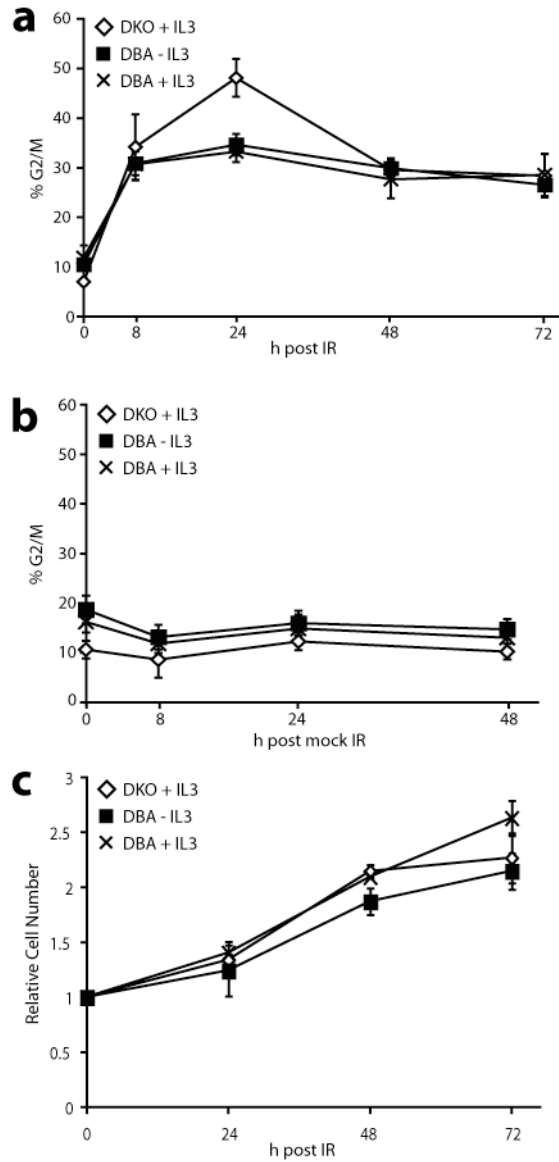 a
DKO + IL3
DBA - IL3
DBA + IL3
60
50
40
30
20
10
0
% G2/M
0 8 24 48 72
h post IR
b
DKO + IL3
DBA - IL3
DBA + IL3
60
50
40
30
20
10
0
% G2/M
0 8 24 48
h post mock IR
c
DKO + IL3
DBA - IL3
DBA + IL3
3
2.5
2
1.5
1
0.5
0
Relative Cell Number
0 24 48 72
h post IR